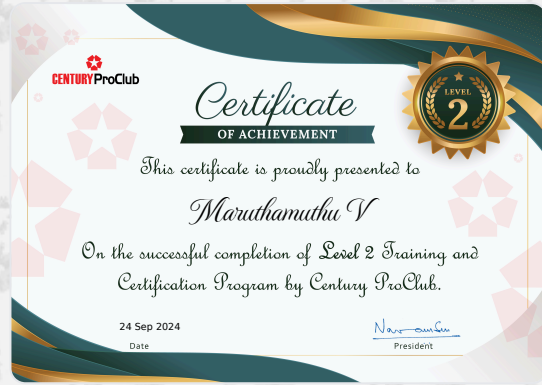 CENTURY ProClub
Certificate
OF ACHIEVEMENT
LEVEL
2
This certificate is proudly presented to
Maruthamuthu V
On the successful completion of Level 2 Training and
Certification Program by Century ProClub.
24 Sep 2024
Date
President